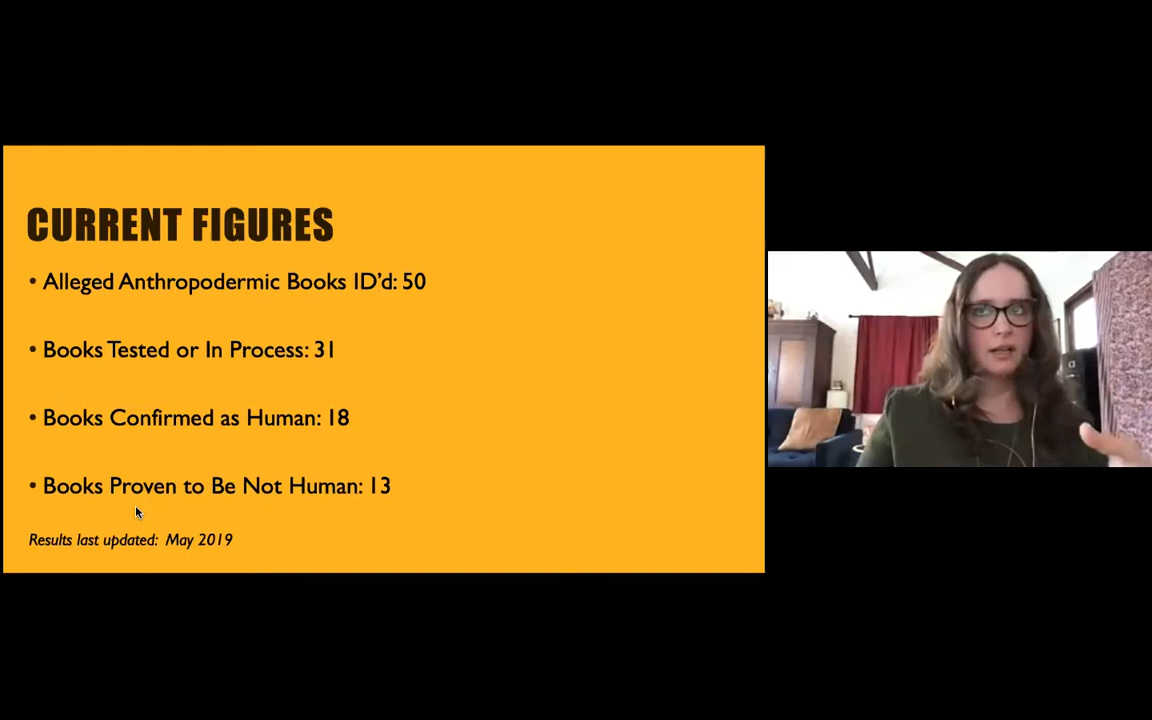 CURRENT FIGURES
• Alleged Anthropodermic Books ID’d: 50
• Books Tested or In Process: 31
• Books Confirmed as Human: 18
• Books Proven to Be Not Human: 13
Results last updated: May 2019